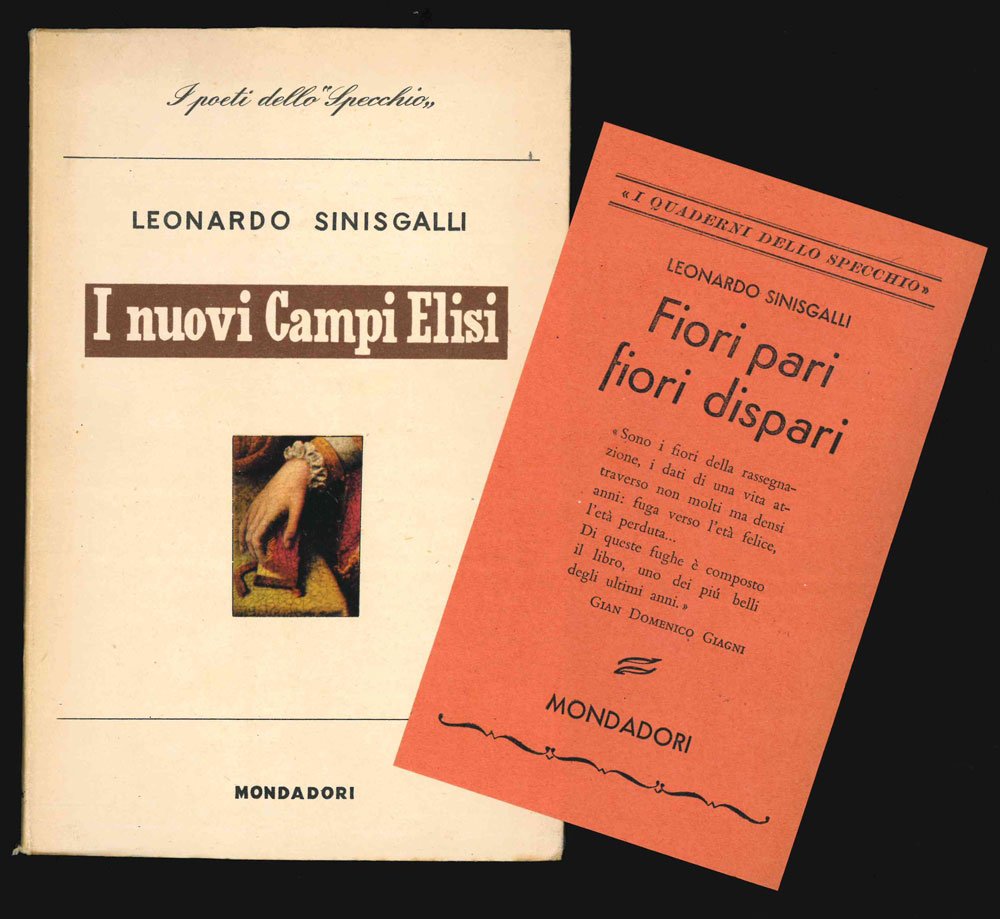 I poeti dello "Specchio„
LEONARDO SINISGALLI
I nuovi Campi Elisi
MONDADORI
«I QUADERNI DELLO SPECCHIO»
LEONARDO SINISGALLI
Fiori pari
fiori dispari
«Sono i fiori della rassegna-
zione, i dati di una vita at-
traverso non molti ma densi
anni: fuga verso l'età felice,
l'età perduta...
Di queste fughe è composto
il libro, uno dei piú belli
degli ultimi anni.»
GIAN DOMENICO GIAGNI
MONDADORI